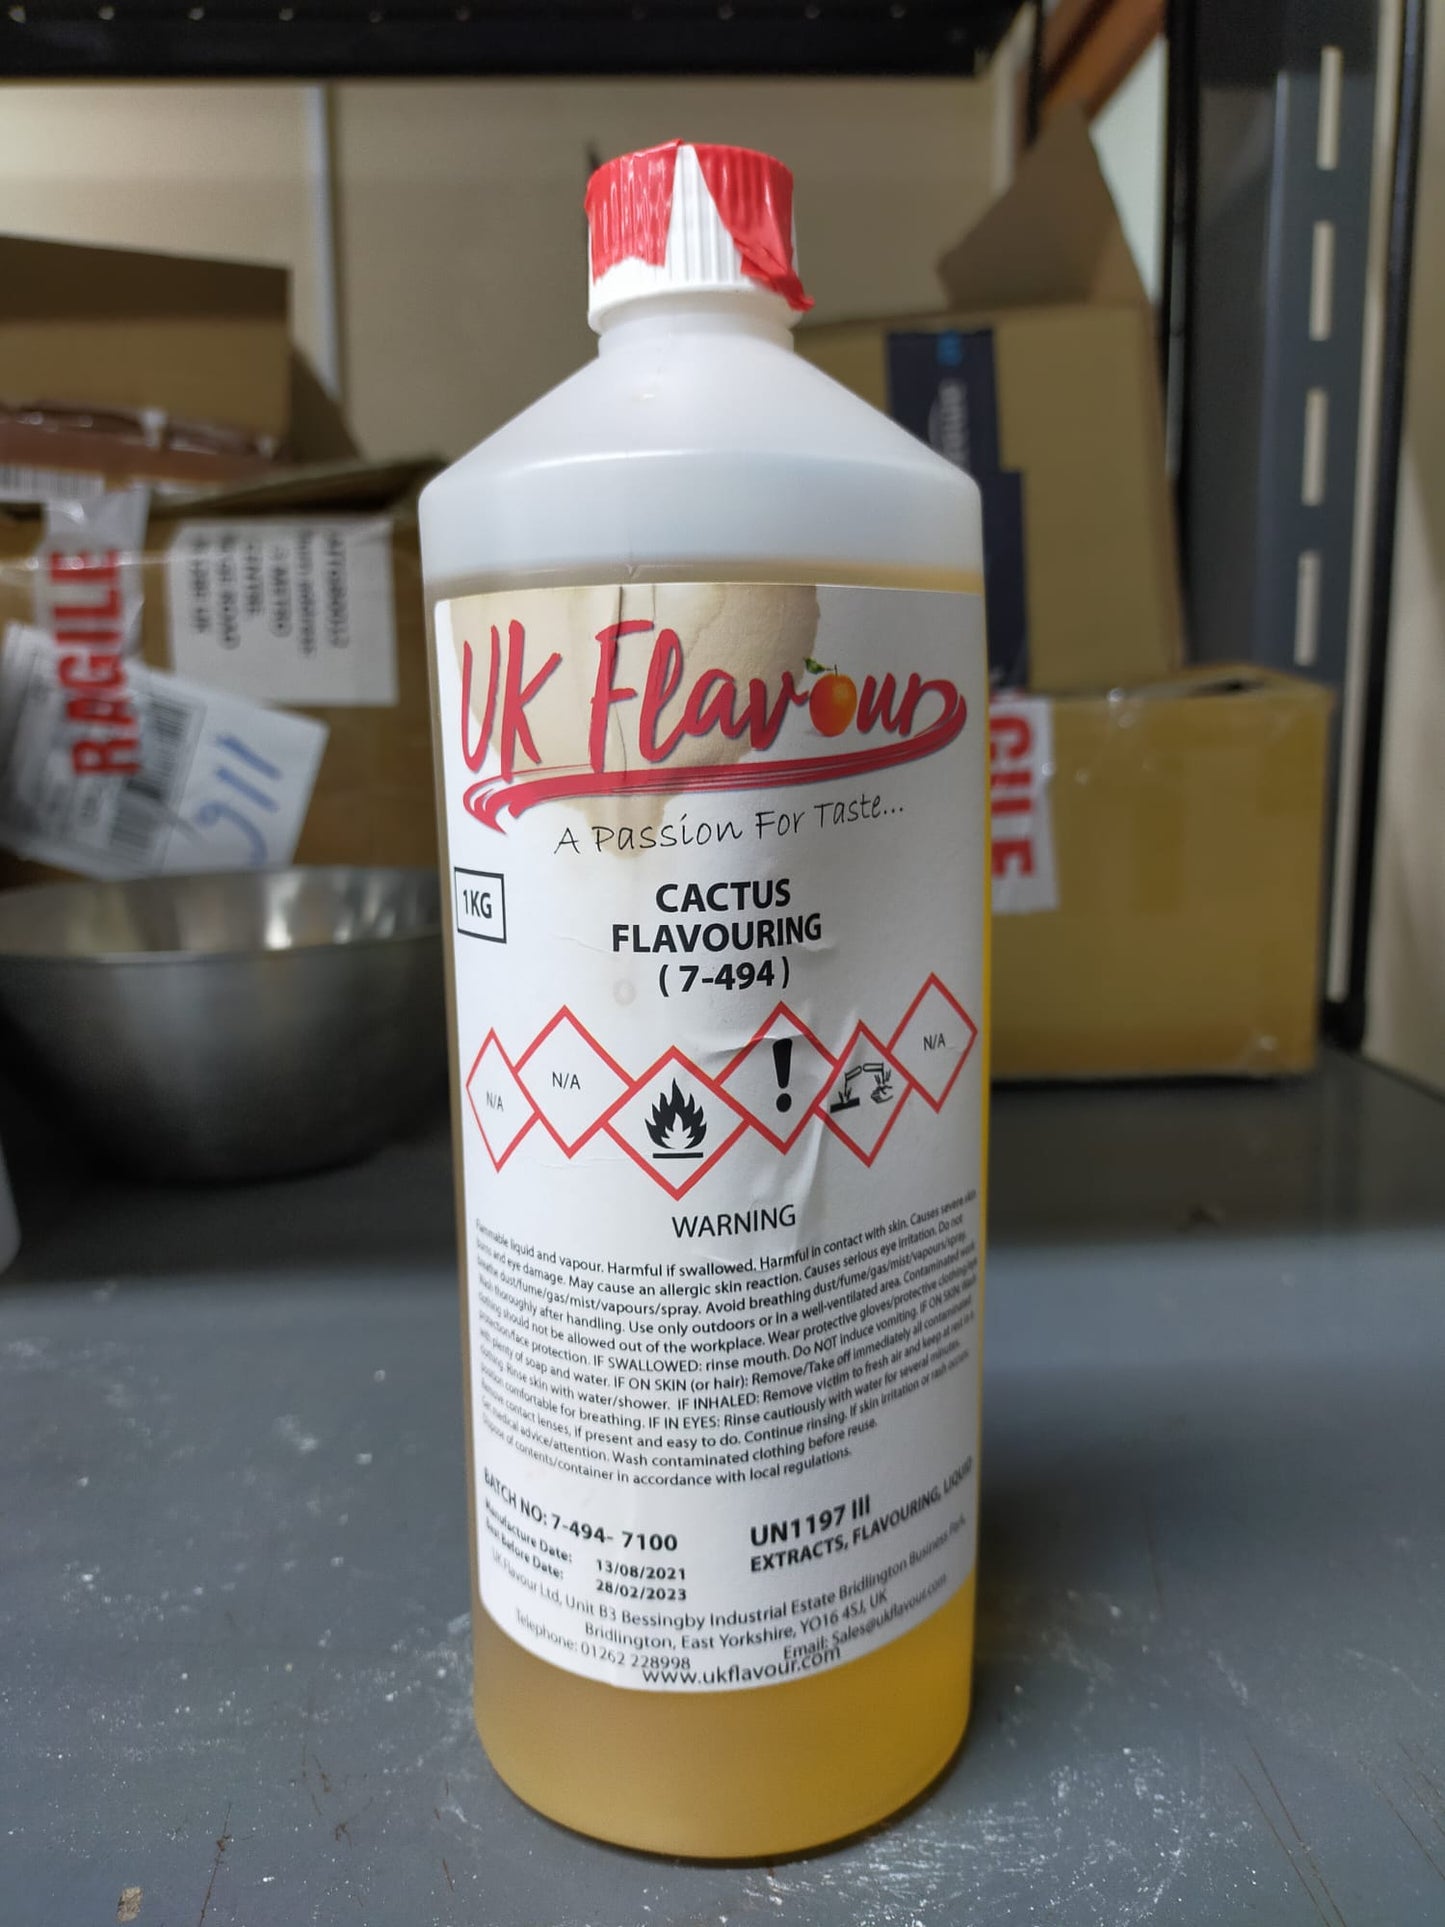 UK Flavour
A Passion For Taste...
1KG
CACTUS
FLAVOURING
( 7-494 )
N/A
N/A
N/A
WARNING
Flammable liquid and vapour. Harmful if swallowed. Harmful in contact with skin. Causes severe skin
burns and eye damage. May cause an allergic skin reaction. Causes serious eye irritation. Do not
breathe dust/fume/gas/mist/vapours/spray. Avoid breathing dust/fume/gas/mist/vapours/spray.
Wash thoroughly after handling. Use only outdoors or in a well-ventilated area. Contaminated work
clothing should not be allowed out of the workplace. Wear protective gloves/protective clothing/eye
protection/face protection. IF SWALLOWED: rinse mouth. Do NOT induce vomiting. IF ON SKIN: Wash
with plenty of soap and water. IF ON SKIN (or hair): Remove/Take off immediately all contaminated
clothing. Rinse skin with water/shower. IF INHALED: Remove victim to fresh air and keep at rest in a
position comfortable for breathing. IF IN EYES: Rinse cautiously with water for several minutes.
Remove contact lenses, if present and easy to do. Continue rinsing. If skin irritation or rash occurs:
Get medical advice/attention. Wash contaminated clothing before reuse.
Dispose of contents/container in accordance with local regulations.
BATCH NO: 7-494- 7100
Manufacture Date: 13/08/2021
Best Before Date: 28/02/2023
UN1197 III
EXTRACTS, FLAVOURING, LIQUID
UK Flavour Ltd, Unit B3 Bessingby Industrial Estate Bridlington Business Park,
Bridlington, East Yorkshire, YO16 4SJ, UK
Telephone: 01262 228998 Email: Sales@ukflavour.com
www.ukflavour.com
FRAGILE